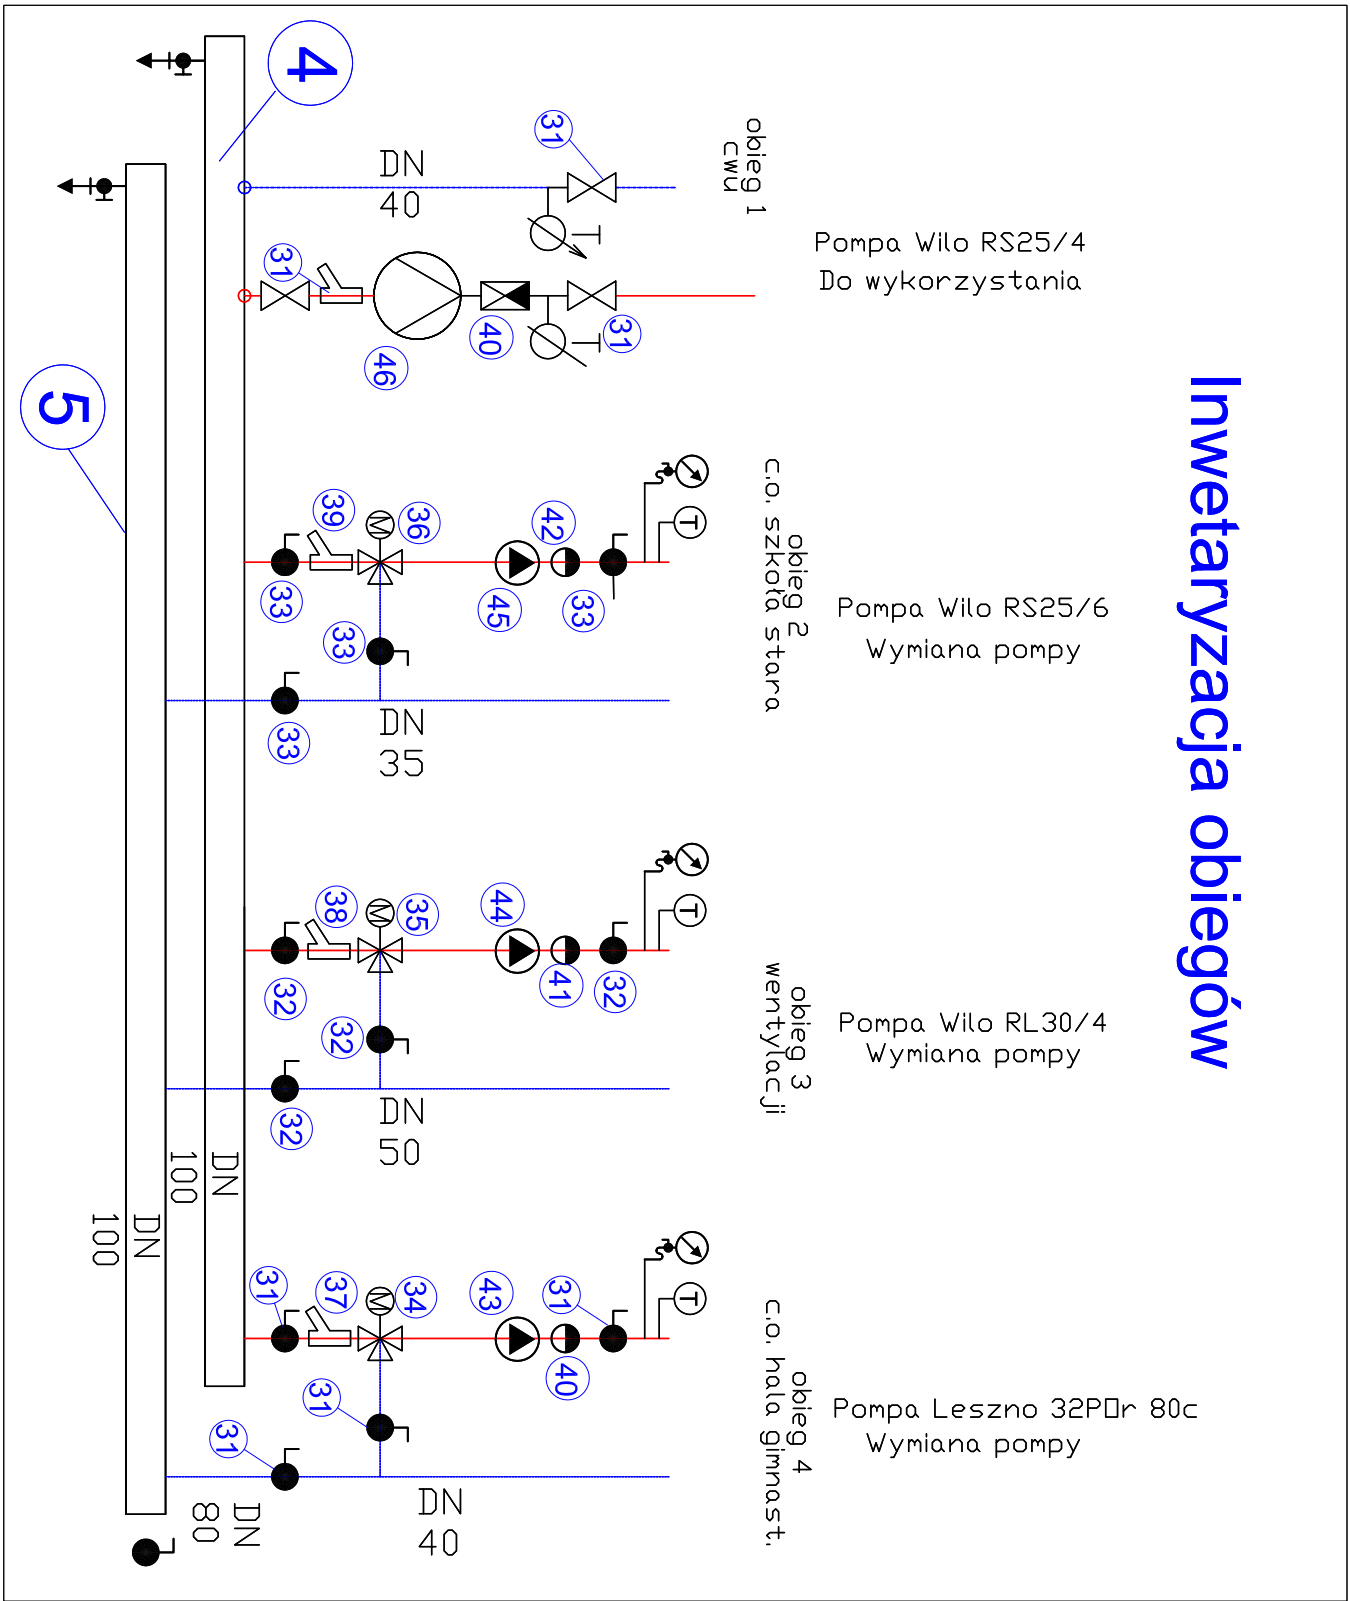 Inwetaryzacja obiegów
4
5
obieg 1
cwu
Pompa Wilo RS25/4
Do wykorzystania
31
DN
40
31
46
40
31
obieg 2
c.o. szkoła stara
Pompa Wilo RS25/6
Wymiana pompy
T
39
M
36
42
33
45
33
33
33
DN
35
obieg 3
wentylacji
Pompa Wilo RL30/4
Wymiana pompy
T
38
M
35
44
41
32
32
32
32
DN
50
DN
100
DN
100
obieg 4
c.o. hala gimnast.
Pompa Leszno 32POr 80c
Wymiana pompy
T
31
37
M
34
43
31
40
31
31
DN
40
DN
80